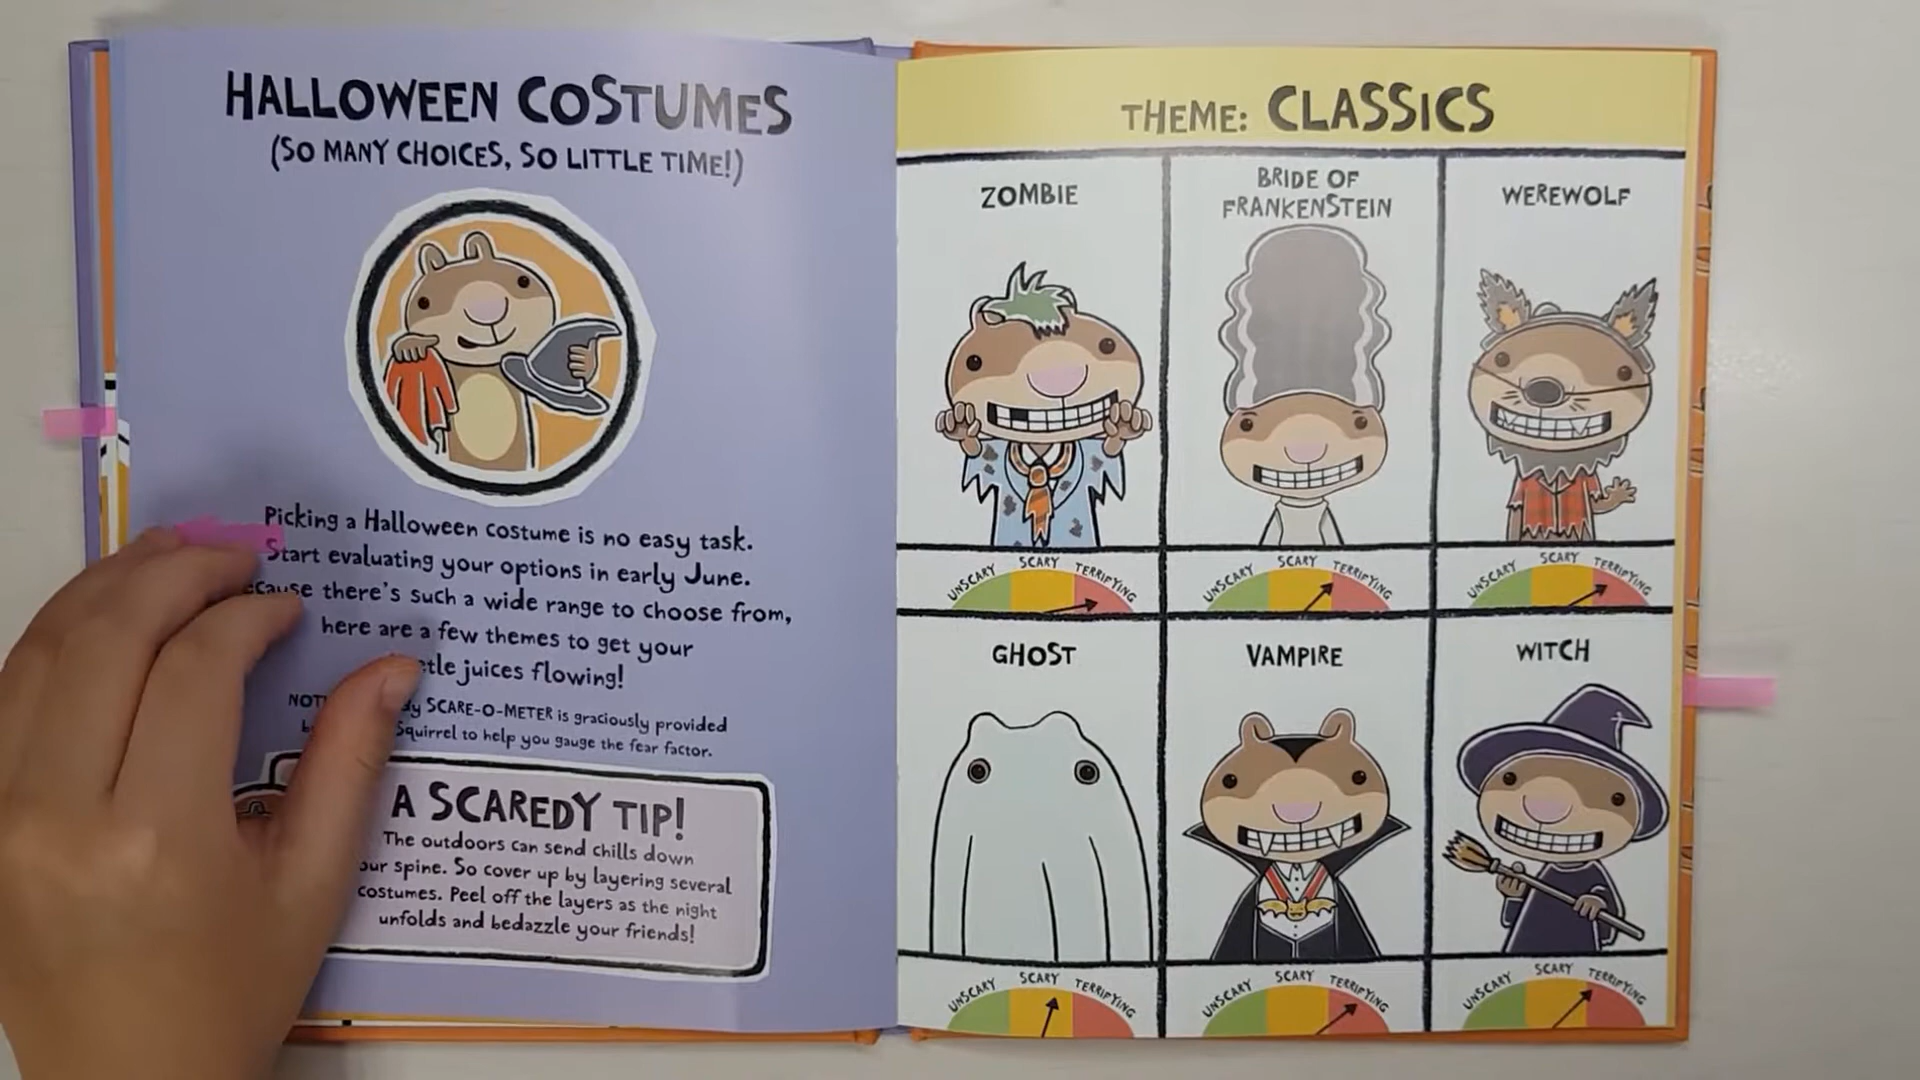 HALLOWEEN COSTUMES
(SO MANY CHOICES, SO LITTLE TIME!)
Picking a Halloween costume is no easy task.
Start evaluating your options in early June.
there's such a wide range to choose from,
here are a few themes to get your
juices flowing!
SCARE-O-METER is graciously provided
Squirrel to help you gauge the fear factor.
A SCAREDY TIP!
The outdoors can send chills down
spine. So cover up by layering several
costumes. Peel off the layers as the night
unfolds and bedazzle your friends!
THEME: CLASSICS
ZOMBIE
UNSCARY SCARY TERRIFYING
BRIDE OF
FRANKENSTEIN
UNSCARY SCARY TERRIFYING
WEREWOLF
UNSCARY SCARY TERRIFYING
GHOST
UNSCARY SCARY TERRIFYING
VAMPIRE
UNSCARY SCARY TERRIFYING
WITCH
UNSCARY SCARY TERRIFYING